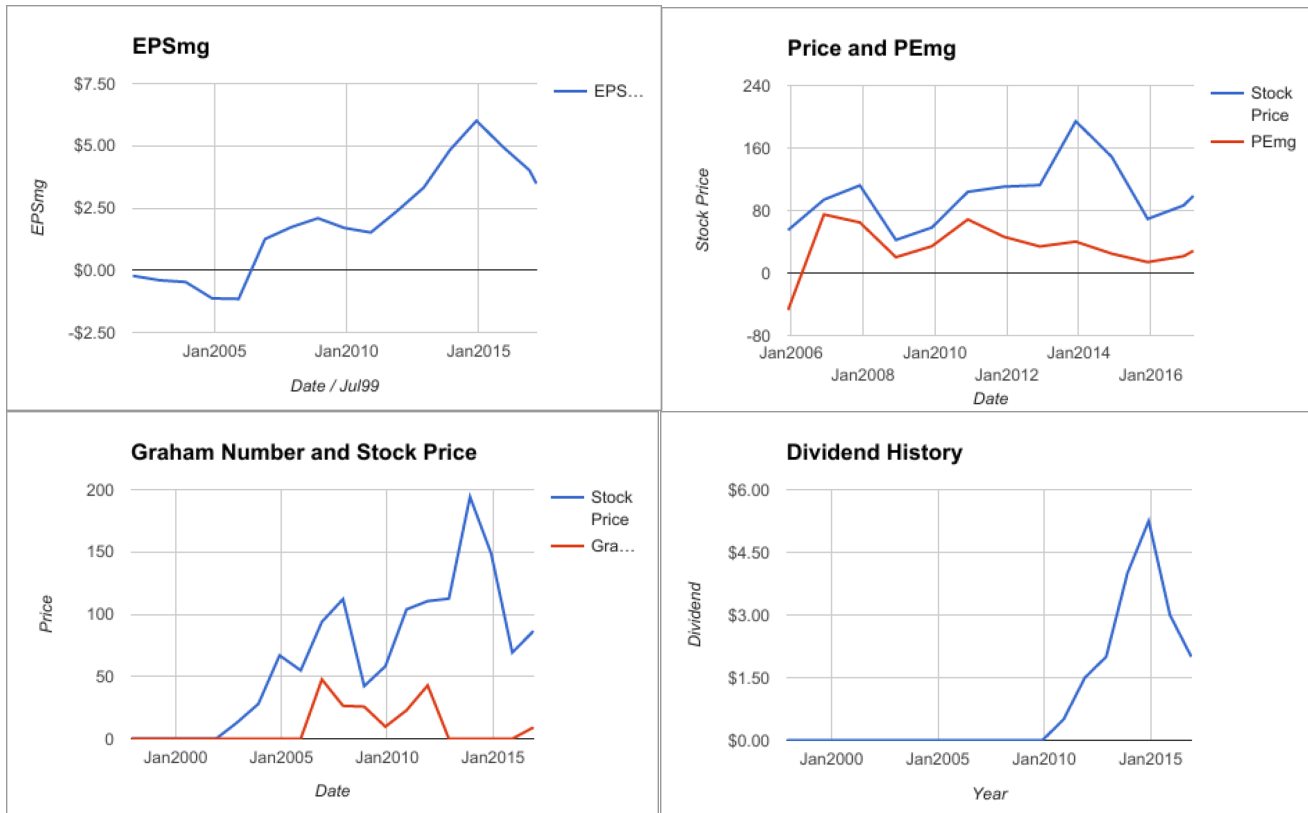 EPSmg
$7.50
$5.00
$2.50
$0.00
-$2.50
EPSmg
Jan2005
Jan2010
Jan2015
Date / Jul99
EPS…
Price and PEmg
240
160
80
0
-80
Stock Price
Jan2006
Jan2010
Jan2014
Jan2008
Jan2012
Jan2016
Date
Stock
Price
PEmg
Graham Number and Stock Price
200
150
100
50
0
Price
Jan2000
Jan2005
Jan2010
Jan2015
Date
Stock
Price
Gra…
Dividend History
$6.00
$4.50
$3.00
$1.50
$0.00
Dividend
Jan2000
Jan2005
Jan2010
Jan2015
Year